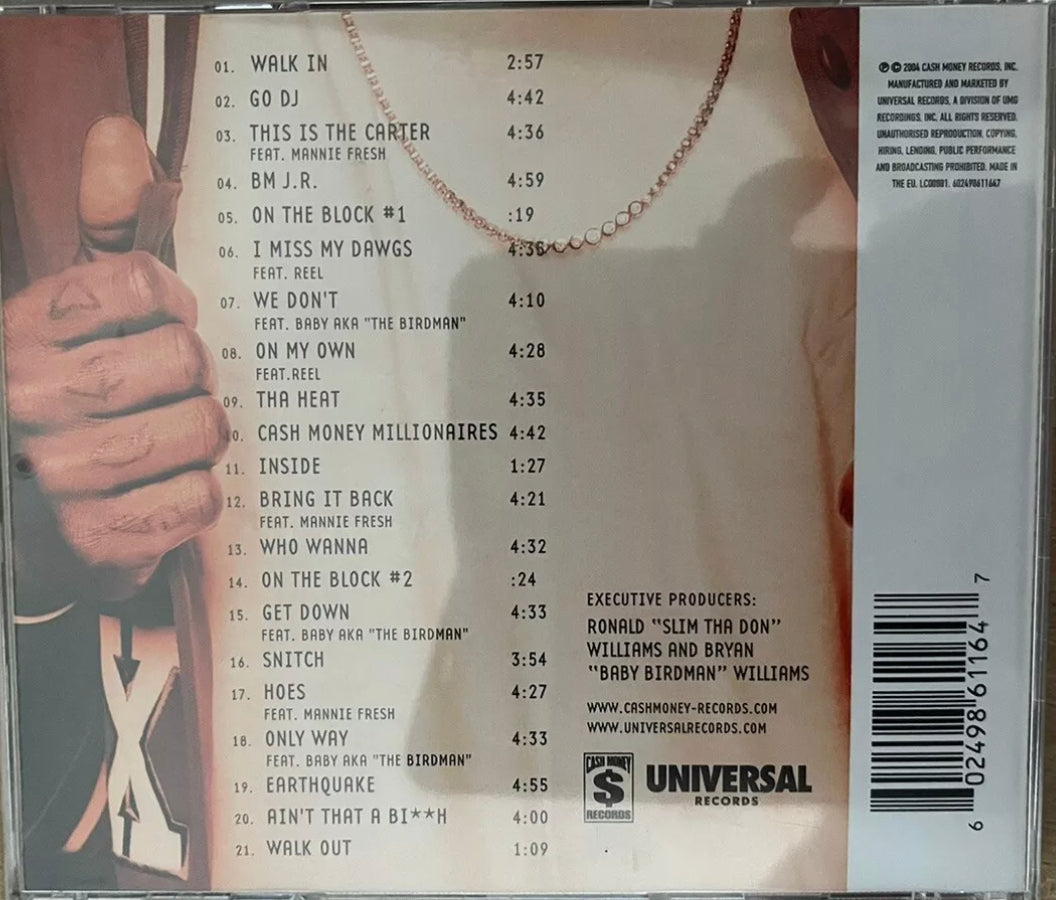 01. WALK IN 2:57
02. GO DJ 4:42
03. THIS IS THE CARTER 4:36
FEAT. MANNIE FRESH
04. BM J.R. 4:59
05. ON THE BLOCK #1 :19
06. I MISS MY DAWGS 4:36
FEAT. REEL
07. WE DON'T 4:10
FEAT. BABY AKA "THE BIRDMAN"
08. ON MY OWN 4:28
FEAT.REEL
09. THA HEAT 4:35
10. CASH MONEY MILLIONAIRES 4:42
11. INSIDE 1:27
12. BRING IT BACK 4:21
FEAT. MANNIE FRESH
13. WHO WANNA 4:32
14. ON THE BLOCK #2 :24
15. GET DOWN 4:33
FEAT. BABY AKA "THE BIRDMAN"
16. SNITCH 3:54
17. HOES 4:27
FEAT. MANNIE FRESH
18. ONLY WAY 4:33
FEAT. BABY AKA "THE BIRDMAN"
19. EARTHQUAKE 4:55
20. AIN'T THAT A BI**H 4:00
21. WALK OUT 1:09
EXECUTIVE PRODUCERS:
RONALD “SLIM THA DON”
WILLIAMS AND BRYAN
“BABY BIRDMAN” WILLIAMS
WWW.CASHMONEY-RECORDS.COM
WWW.UNIVERSALRECORDS.COM
CASH MONEY
$
RECORDS
UNIVERSAL
RECORDS
℗ © 2004 CASH MONEY RECORDS, INC.
MANUFACTURED AND MARKETED BY
UNIVERSAL RECORDS, A DIVISION OF UMG
RECORDINGS, INC. ALL RIGHTS RESERVED.
UNAUTHORISED REPRODUCTION, COPYING,
HIRING, LENDING, PUBLIC PERFORMANCE
AND BROADCASTING PROHIBITED. MADE IN
THE EU. LC00981. 602498611647
6 02498 61164 7